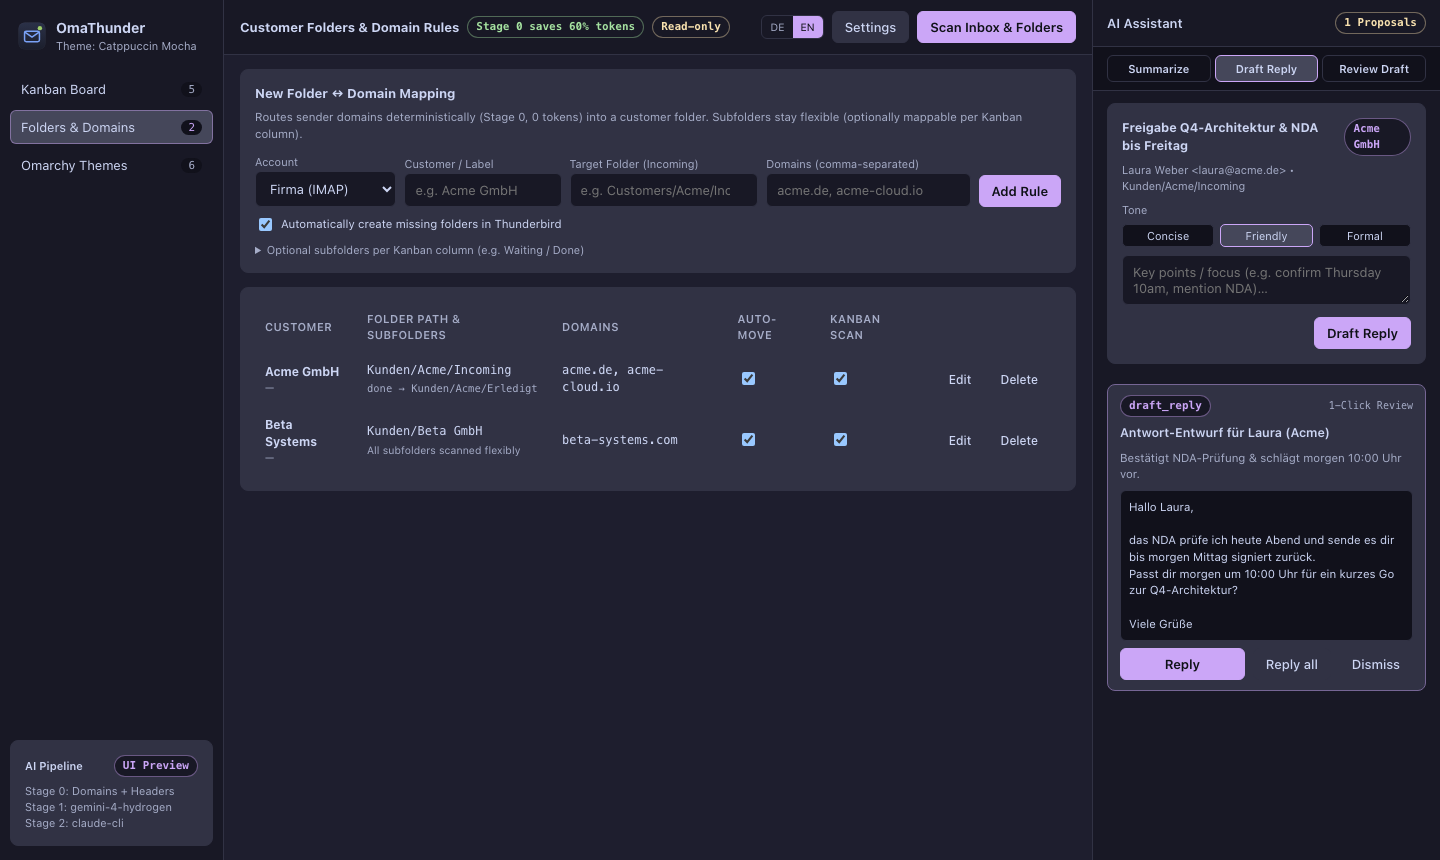 OmaThunder
Theme: Catppuccin Mocha
Kanban Board 5
Folders & Domains 2
Omarchy Themes 6
AI Pipeline UI Preview
Stage 0: Domains + Headers
Stage 1: gemini-4-hydrogen
Stage 2: claude-cli
Customer Folders & Domain Rules Stage 0 saves 60% tokens Read-only DE EN Settings Scan Inbox & Folders
New Folder ↔ Domain Mapping
Routes sender domains deterministically (Stage 0, 0 tokens) into a customer folder. Subfolders stay flexible (optionally mappable per Kanban
column).
Account Customer / Label Target Folder (Incoming) Domains (comma-separated)
Firma (IMAP) e.g. Acme GmbH e.g. Customers/Acme/Inc acme.de, acme-cloud.io Add Rule
Automatically create missing folders in Thunderbird
Optional subfolders per Kanban column (e.g. Waiting / Done)
CUSTOMER FOLDER PATH & SUBFOLDERS DOMAINS AUTO-MOVE KANBAN SCAN
Acme GmbH Kunden/Acme/Incoming acme.de, acme-cloud.io Edit Delete
— done → Kunden/Acme/Erledigt
Beta Systems Kunden/Beta GmbH beta-systems.com Edit Delete
— All subfolders scanned flexibly
AI Assistant 1 Proposals
Summarize Draft Reply Review Draft
Freigabe Q4-Architektur & NDA
bis Freitag
Acme
GmbH
Laura Weber <laura@acme.de> •
Kunden/Acme/Incoming
Tone
Concise Friendly Formal
Key points / focus (e.g. confirm Thursday
10am, mention NDA)…
Draft Reply
draft_reply 1-Click Review
Antwort-Entwurf für Laura (Acme)
Bestätigt NDA-Prüfung & schlägt morgen 10:00 Uhr
vor.
Hallo Laura,
das NDA prüfe ich heute Abend und sende es dir
bis morgen Mittag signiert zurück.
Passt dir morgen um 10:00 Uhr für ein kurzes Go
zur Q4-Architektur?
Viele Grüße
Reply Reply all Dismiss